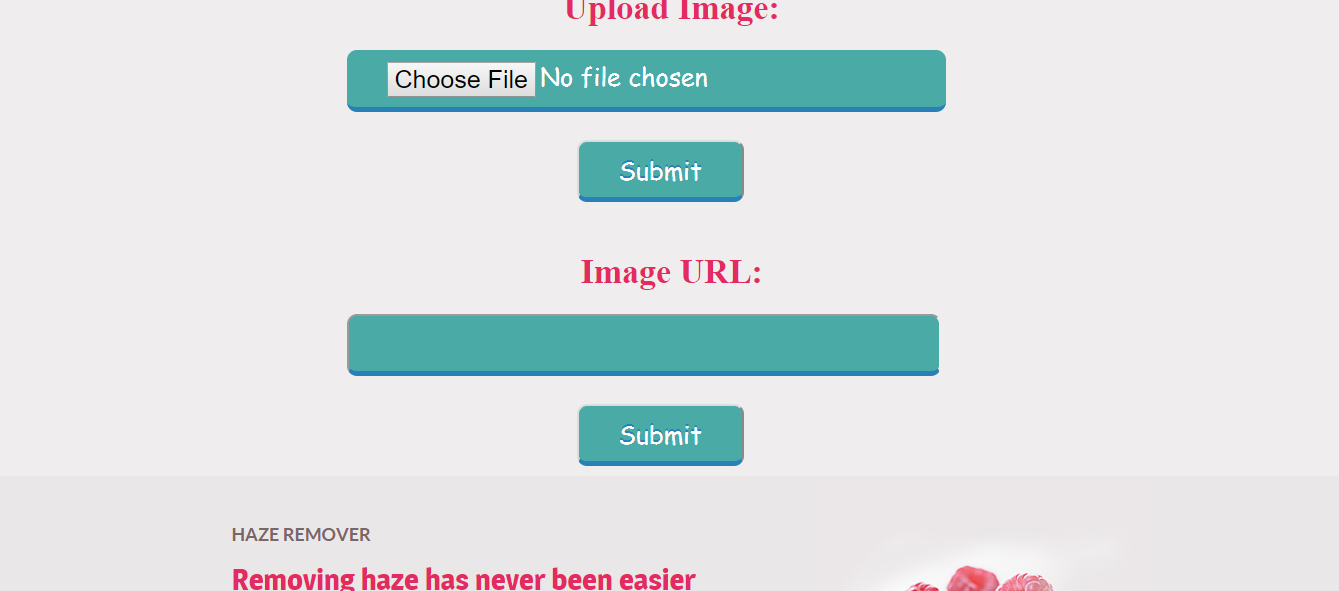 Upload Image:
Choose File No file chosen
Submit
Image URL:
Submit
HAZE REMOVER
Removing haze has never been easier